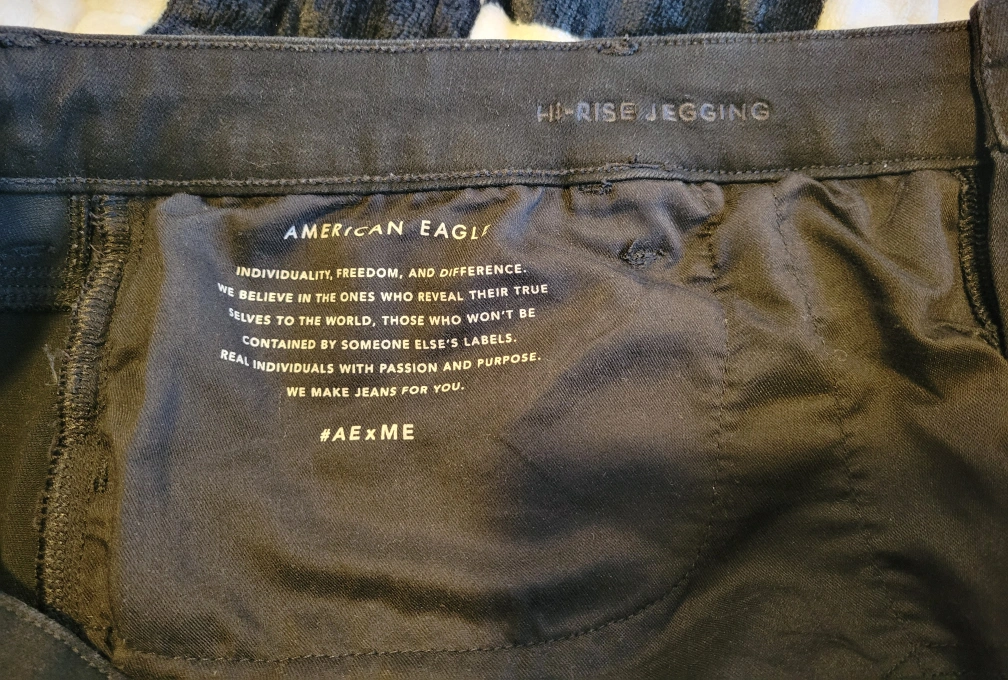 HI-RISE JEGGING
AMERICAN EAGLE
INDIVIDUALITY, FREEDOM, AND DIFFERENCE.
WE BELIEVE IN THE ONES WHO REVEAL THEIR TRUE
SELVES TO THE WORLD, THOSE WHO WON'T BE
CONTAINED BY SOMEONE ELSE'S LABELS.
REAL INDIVIDUALS WITH PASSION AND PURPOSE.
WE MAKE JEANS FOR YOU.
#AExME